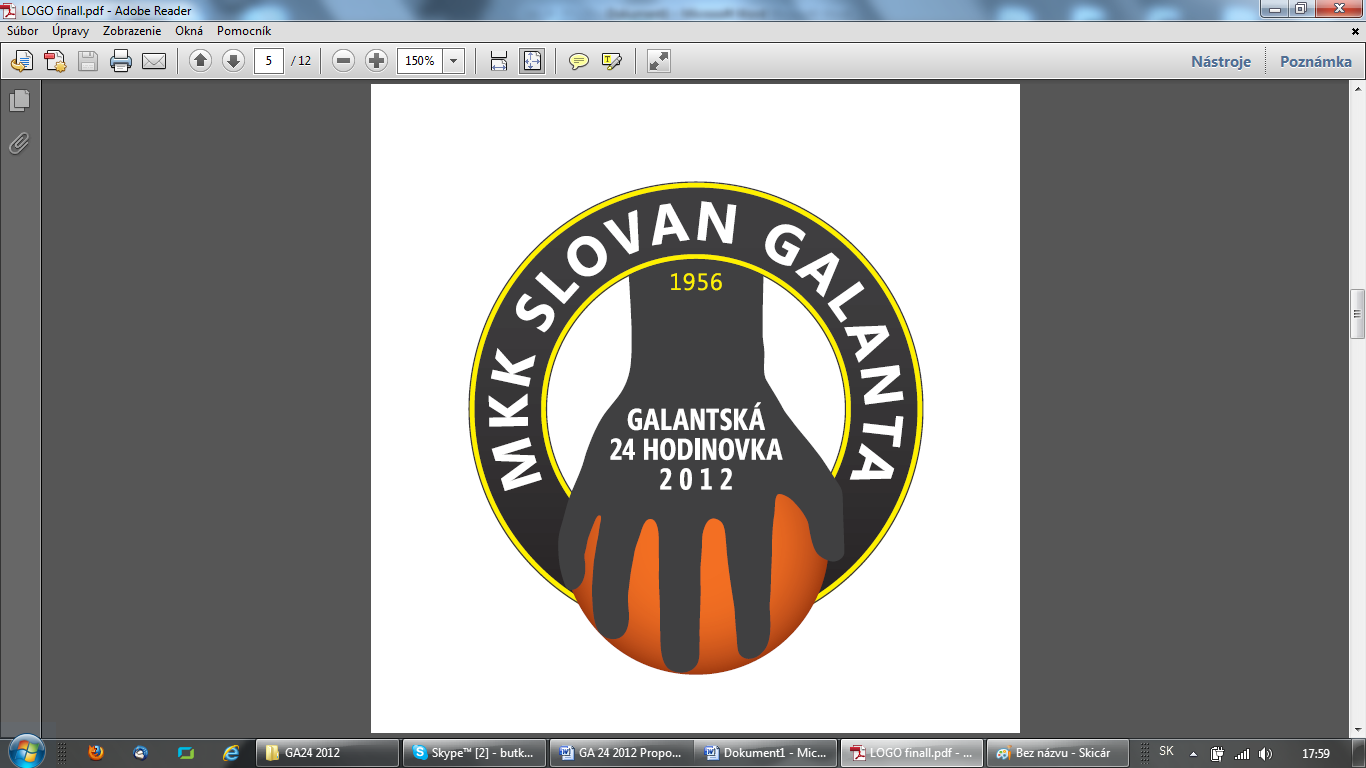 LOGO finall.pdf - Adobe Reader
Súbor Úpravy Zobrazenie Okná Pomocník
5 / 12 150% Nástroje Poznámka
MKK SLOVAN GALANTA
1956
GALANTSKÁ
24 HODINOVKA
2 0 1 2
GA24 2012 Skype™ [2] - butk... GA 24 2012 Propo... Dokument1 - Mic... LOGO finall.pdf - ... Bez názvu - Skicár SK 17:59